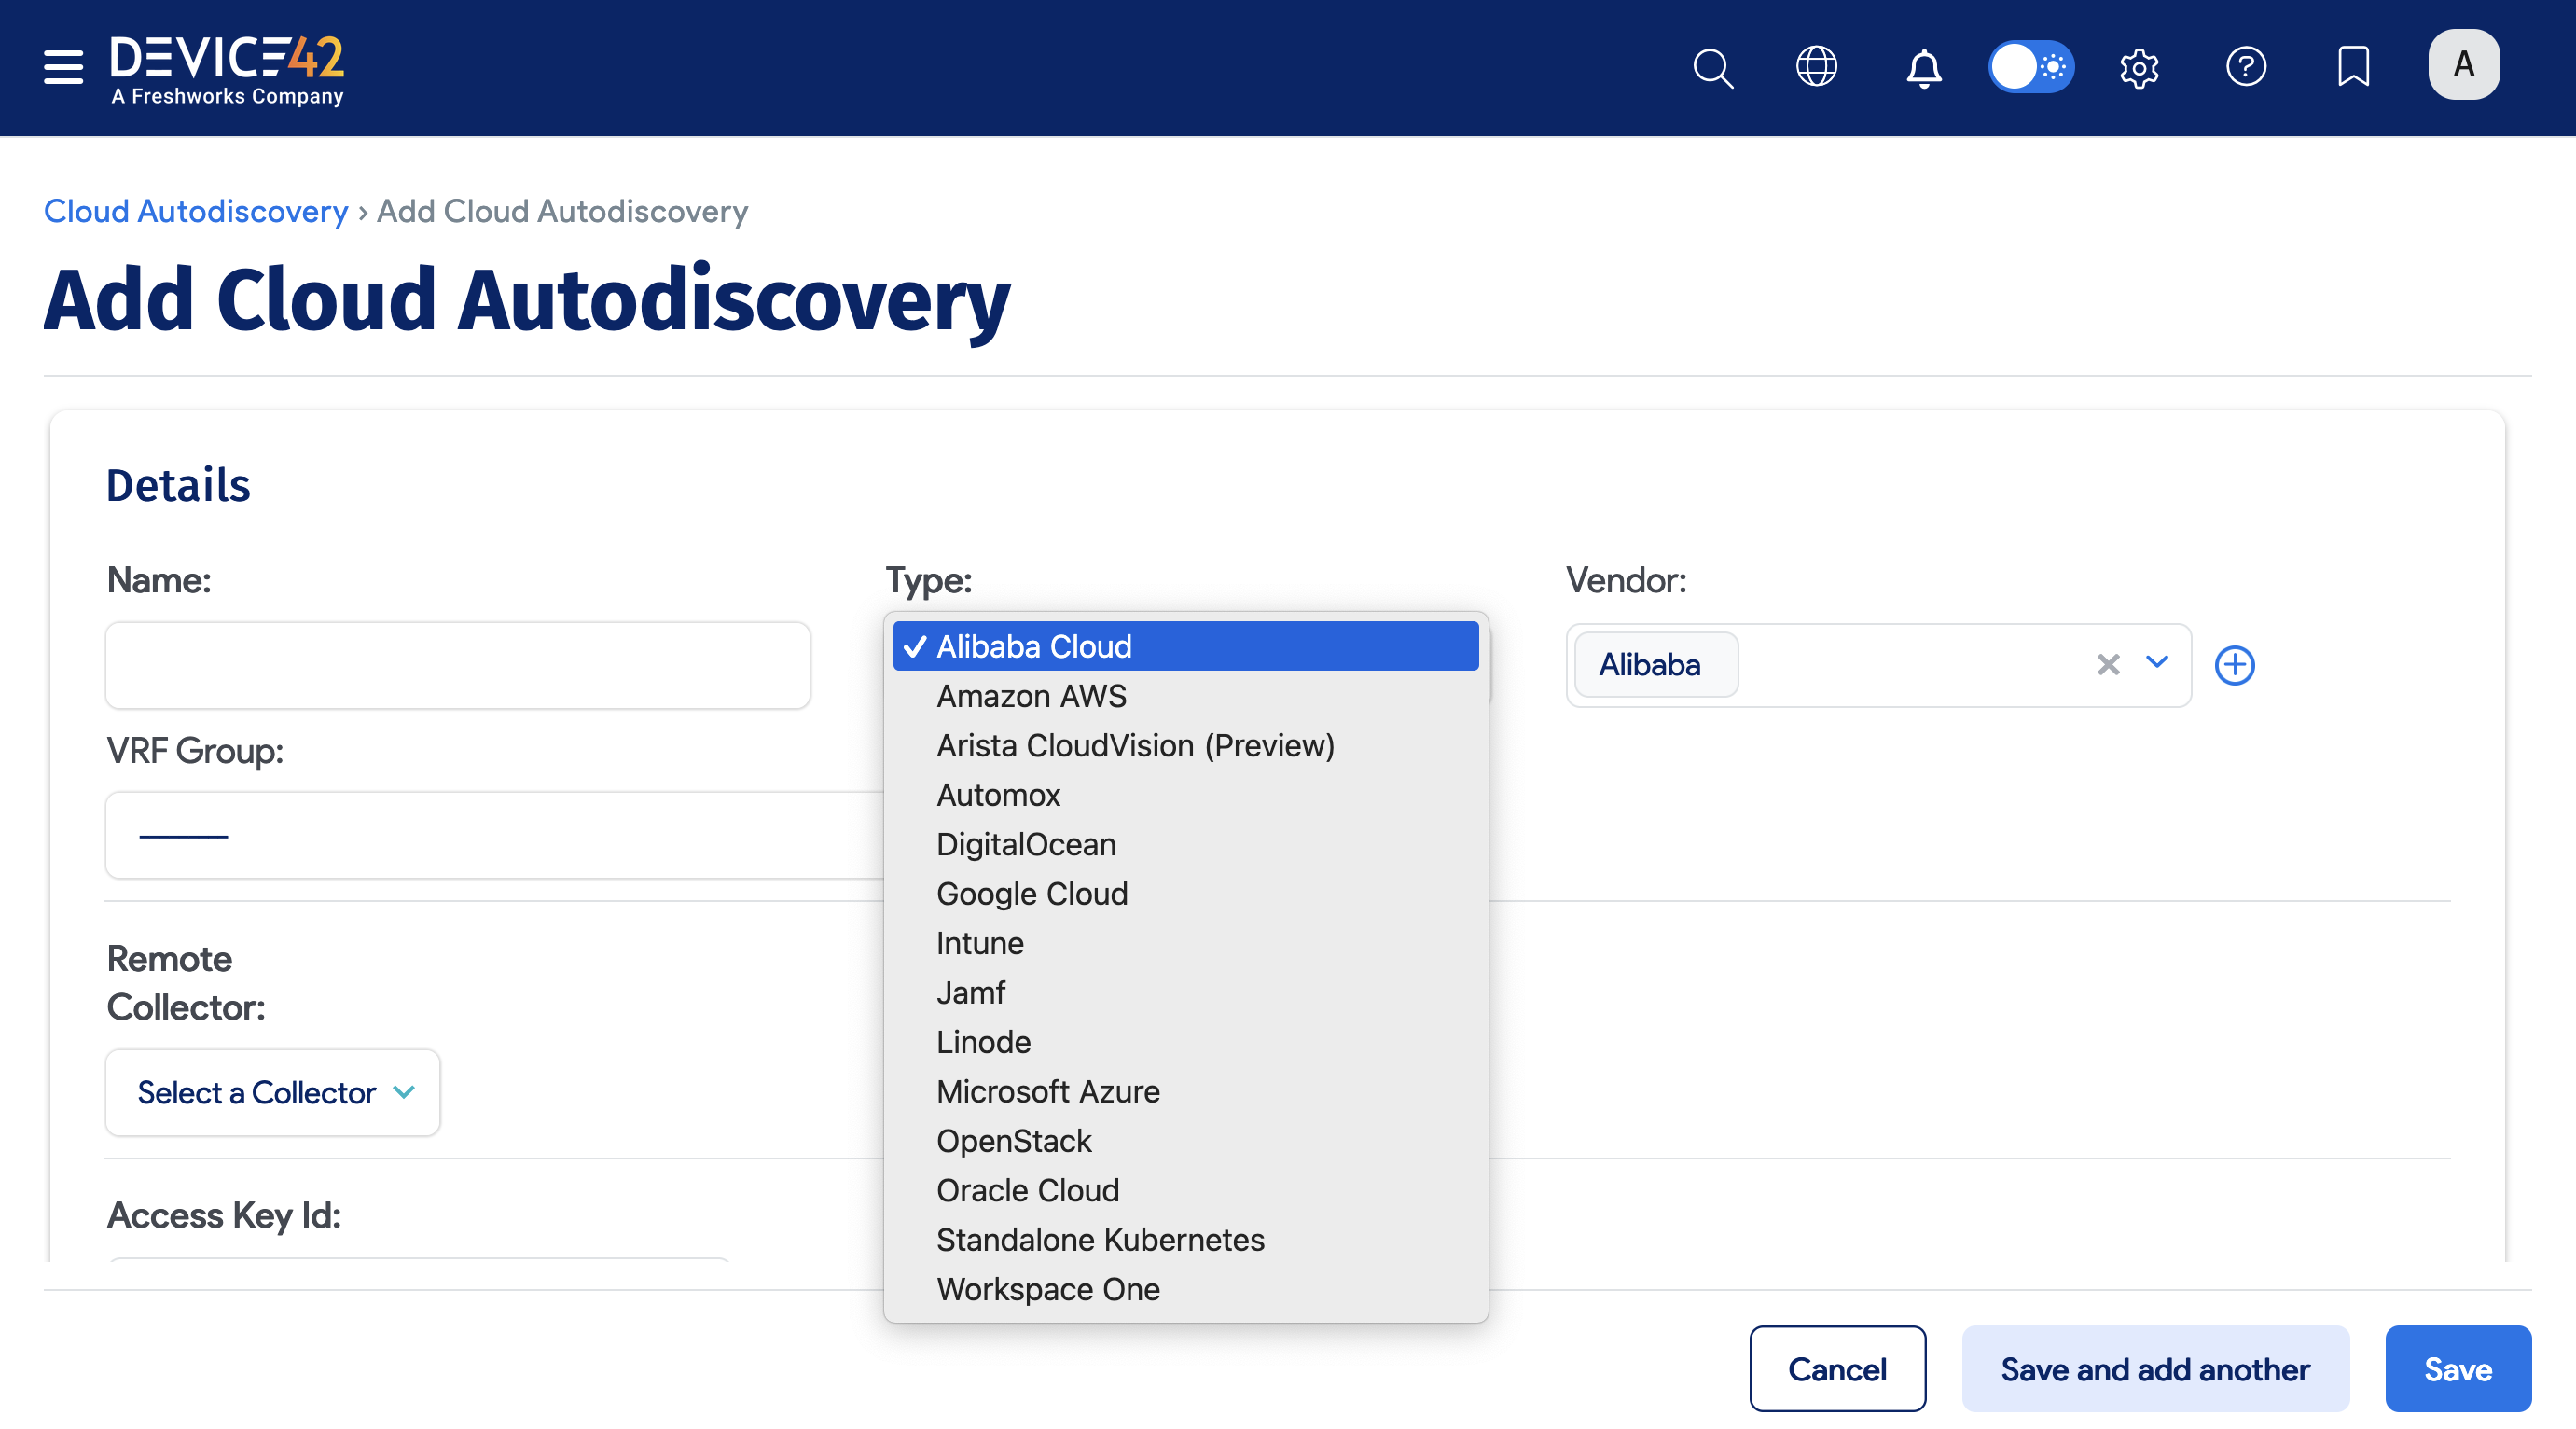 DEVICE42
A Freshworks Company
A
Cloud Autodiscovery › Add Cloud Autodiscovery
Add Cloud Autodiscovery
Details
Name:
Type:
Vendor:
Alibaba Cloud
Amazon AWS
Arista CloudVision (Preview)
Automox
DigitalOcean
Google Cloud
Intune
Jamf
Linode
Microsoft Azure
OpenStack
Oracle Cloud
Standalone Kubernetes
Workspace One
Alibaba
VRF Group:
Remote
Collector:
Select a Collector
Access Key Id:
Cancel
Save and add another
Save